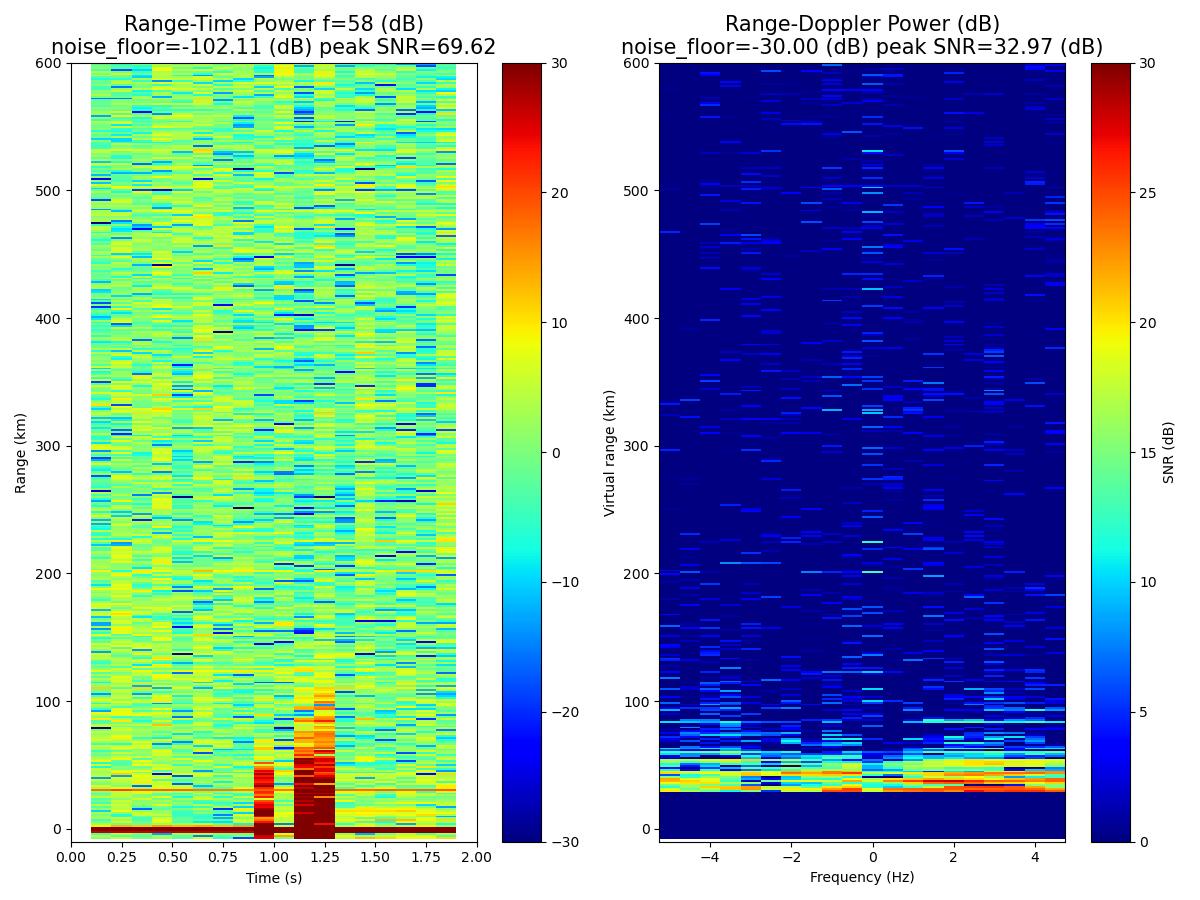 Range-Time Power f=58 (dB)
noise_floor=-102.11 (dB) peak SNR=69.62
Range-Doppler Power (dB)
noise_floor=-30.00 (dB) peak SNR=32.97 (dB)
600
500
400
300
200
100
0
Range (km)
0.00 0.25 0.50 0.75 1.00 1.25 1.50 1.75 2.00
Time (s)
30
20
10
0
−10
−20
−30
600
500
400
300
200
100
0
Virtual range (km)
−4 −2 0 2 4
Frequency (Hz)
30
25
20
15
10
5
0
SNR (dB)